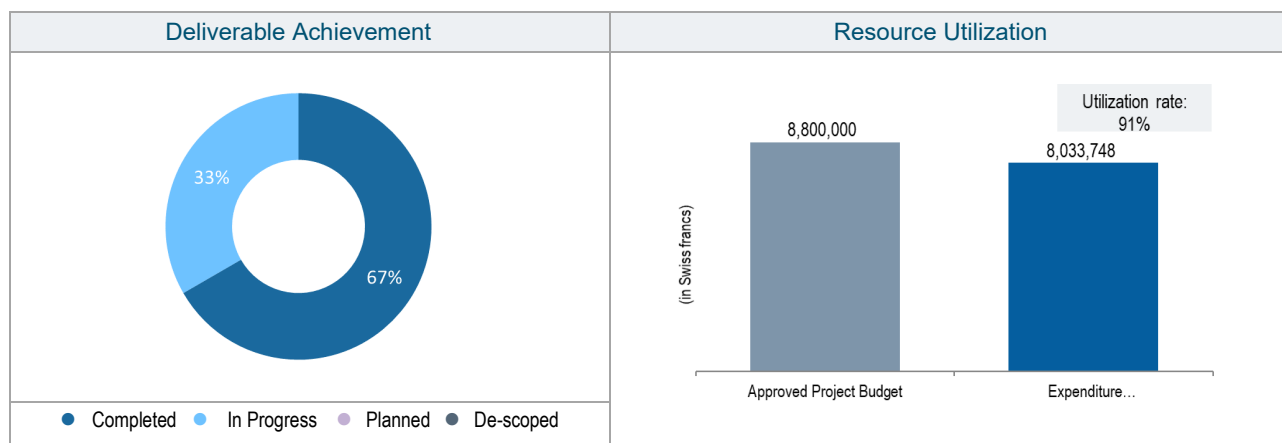 Deliverable Achievement
33%
67%
Completed
In Progress
Planned
De-scoped
Resource Utilization
Utilization rate:
91%
8,800,000
8,033,748
(in Swiss francs)
Approved Project Budget
Expenditure…